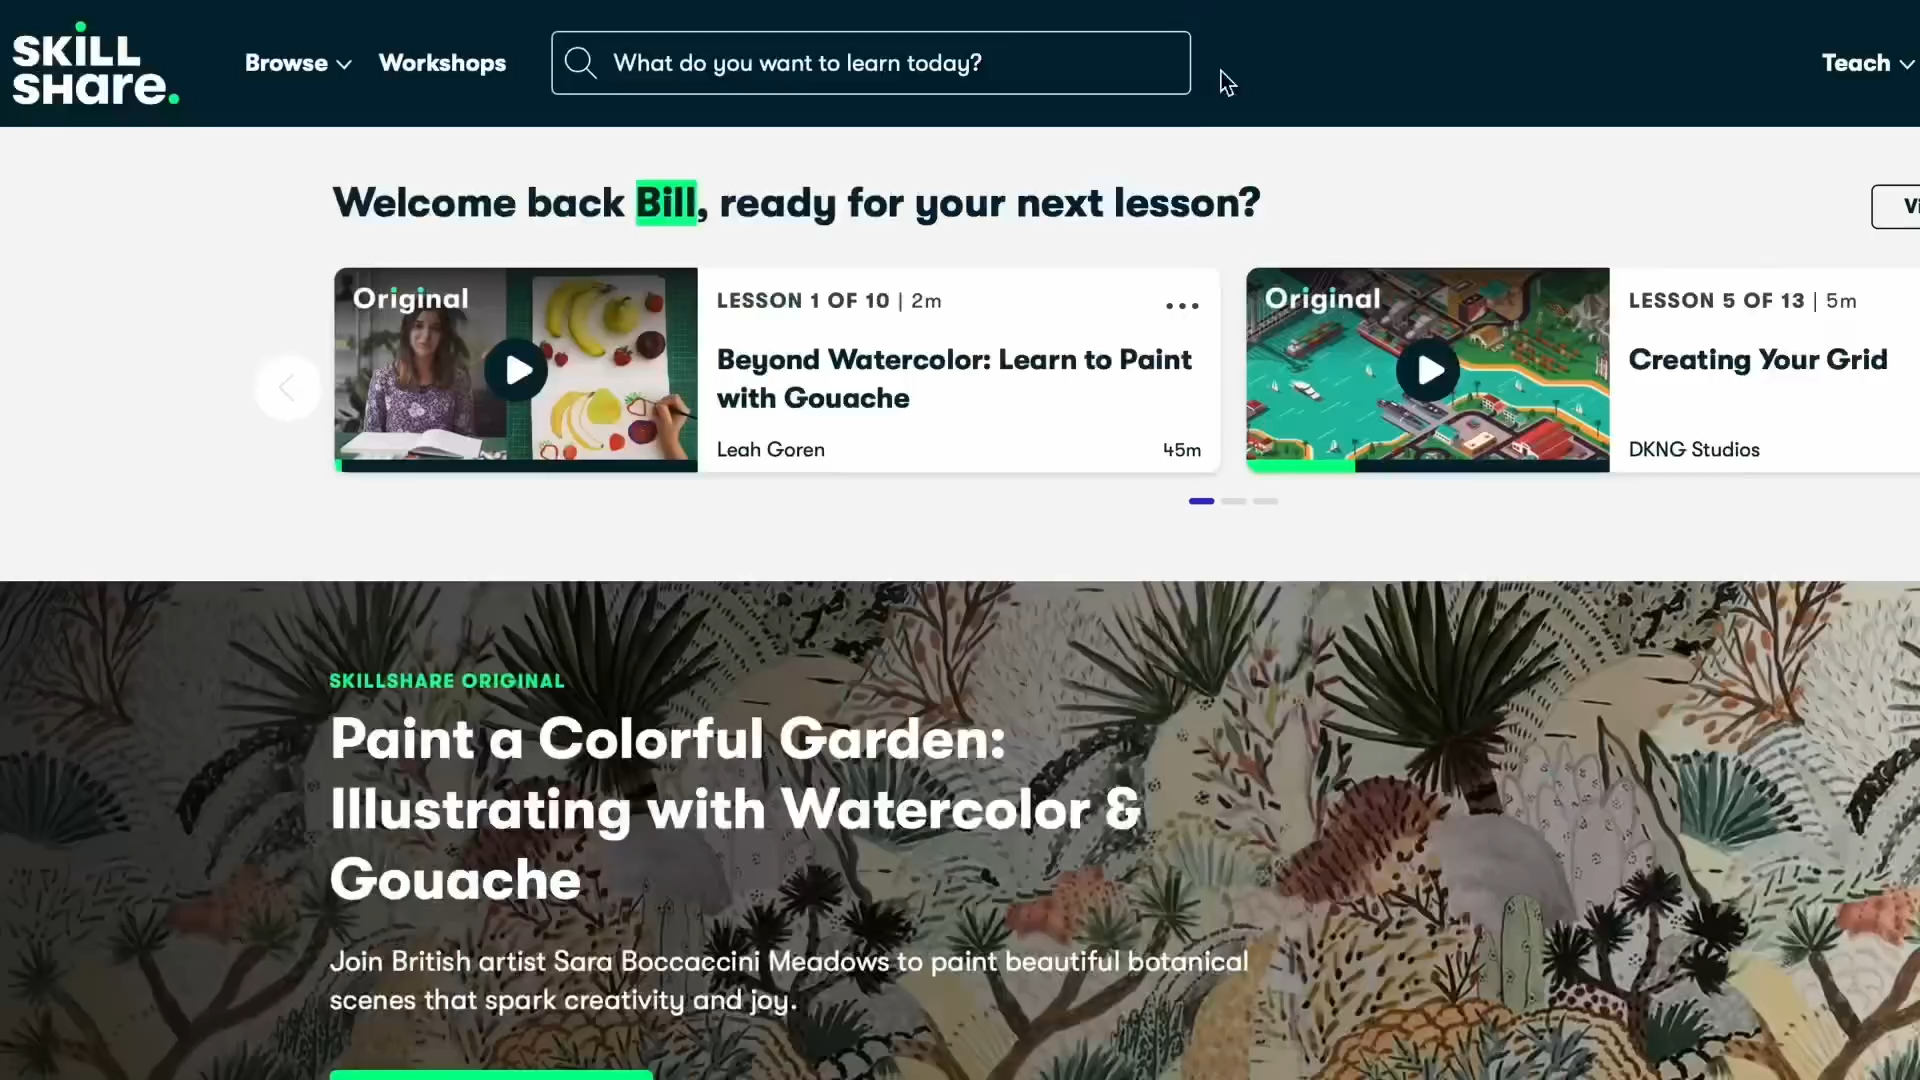 SKILL
SHare.
Browse
Workshops
What do you want to learn today?
Teach
Welcome back Bill, ready for your next lesson?
Original
LESSON 1 OF 10 | 2m
Beyond Watercolor: Learn to Paint
with Gouache
Leah Goren
45m
Original
LESSON 5 OF 13 | 5m
Creating Your Grid
DKNG Studios
SKILLSHARE ORIGINAL
Paint a Colorful Garden:
Illustrating with Watercolor &
Gouache
Join British artist Sara Boccaccini Meadows to paint beautiful botanical
scenes that spark creativity and joy.